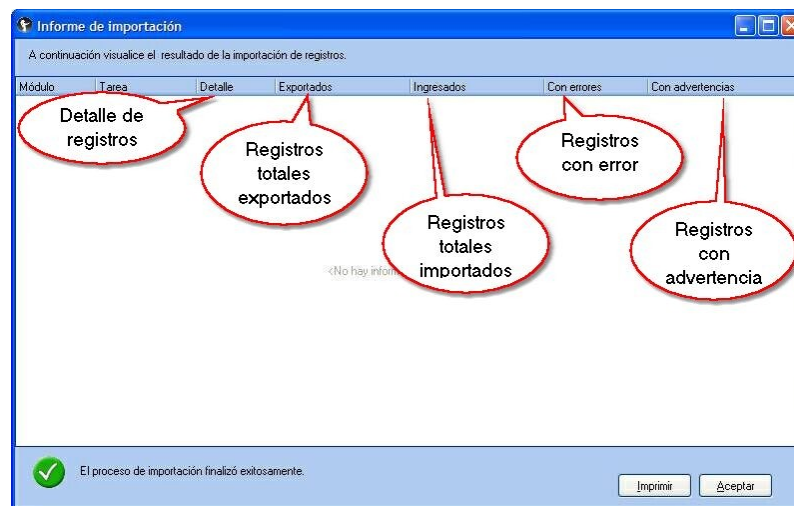 Informe de importación
A continuación visualice el resultado de la importación de registros.
Módulo Tarea Detalle Exportados Ingresados Con errores Con advertencias
Detalle de
registros
Registros
totales
exportados
Registros
totales
importados
Registros
con error
Registros
con
advertencia
<No hay
El proceso de importación finalizó exitosamente.
Imprimir Aceptar